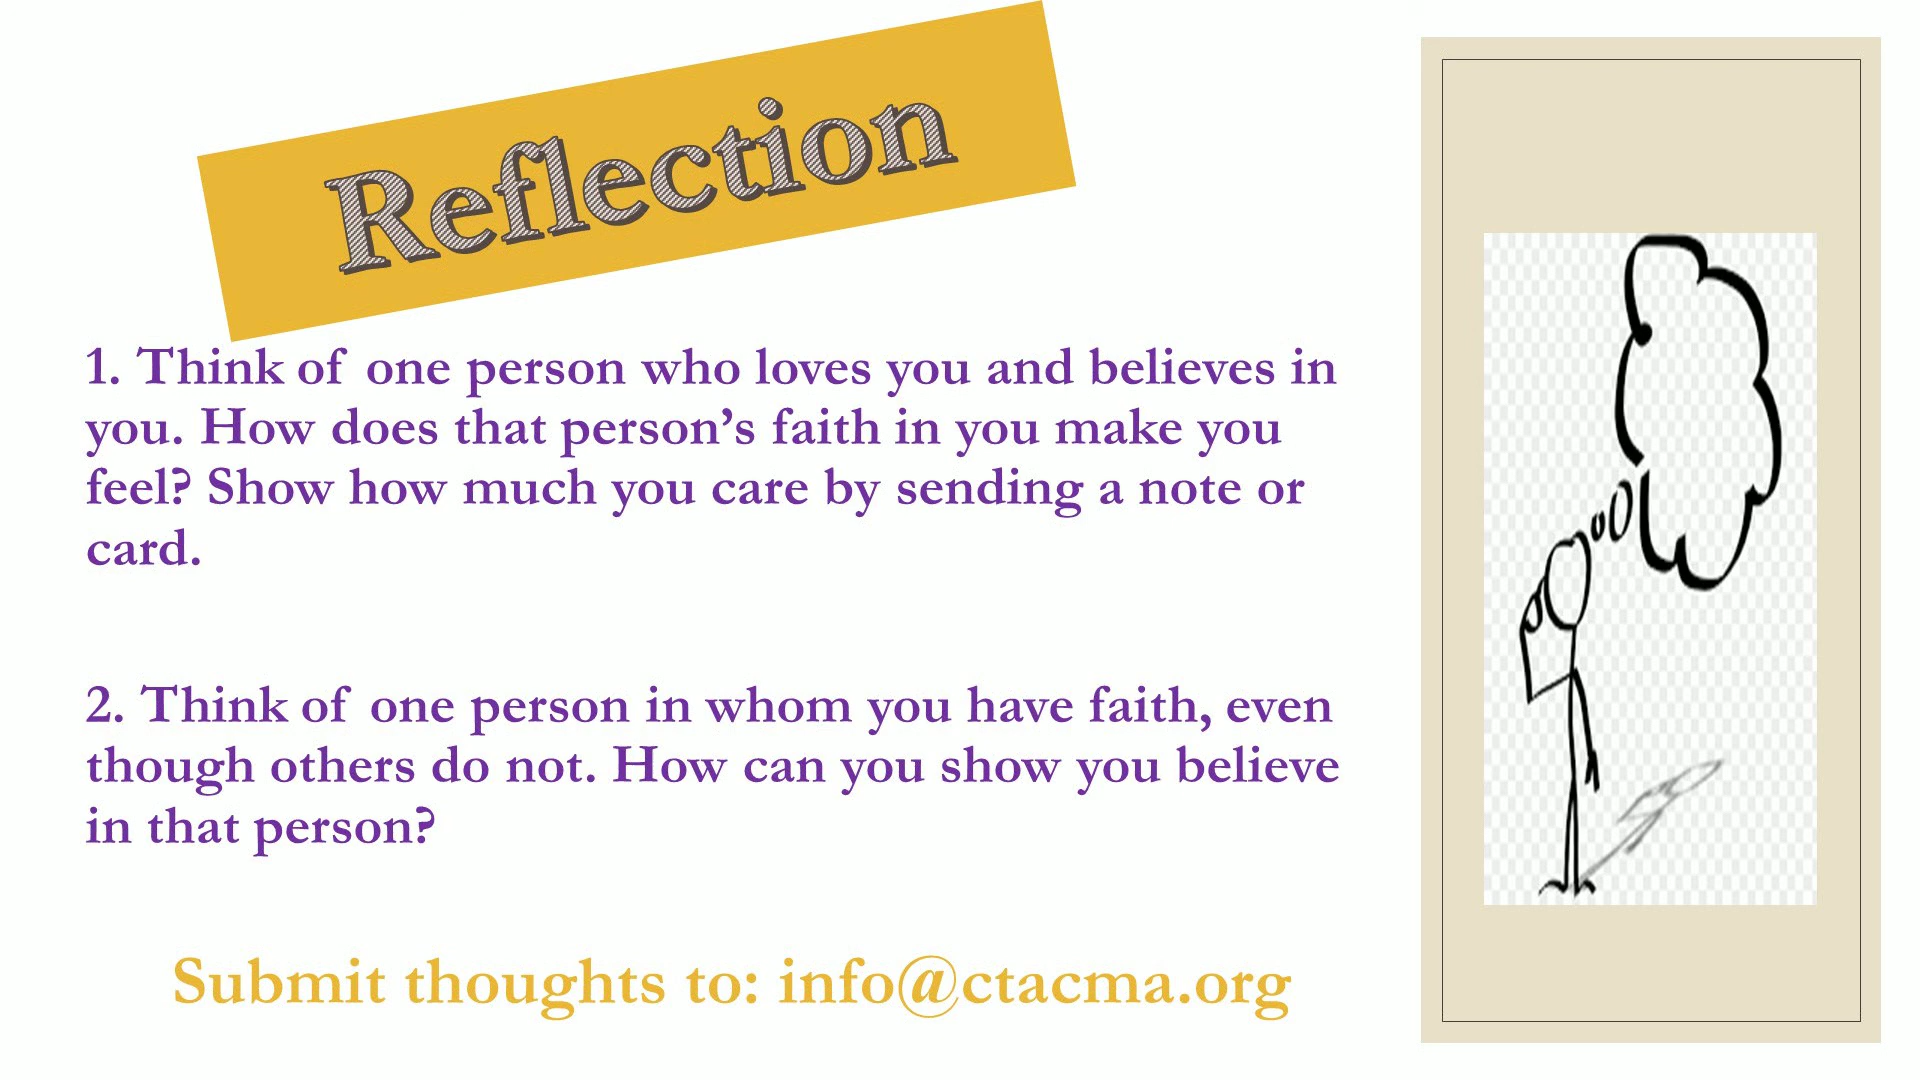 Reflection
1. Think of one person who loves you and believes in
you. How does that person’s faith in you make you
feel? Show how much you care by sending a note or
card.
2. Think of one person in whom you have faith, even
though others do not. How can you show you believe
in that person?
Submit thoughts to: info@ctacma.org